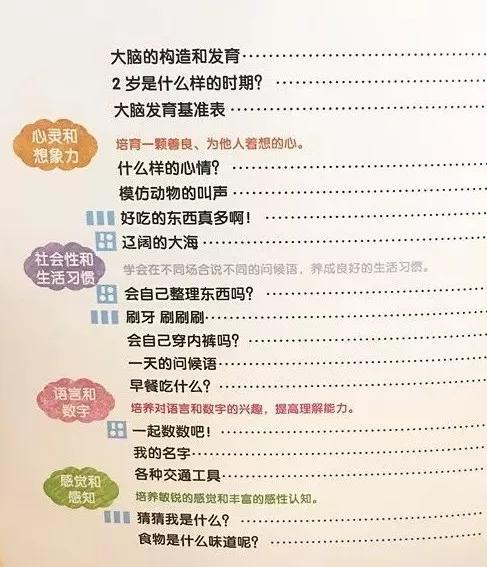 大脑的构造和发育
2岁是什么样的时期?
大脑发育基准表
心灵和
想象力
培育一颗善良、为他人着想的心。
什么样的心情?
模仿动物的叫声
好吃的东西真多啊!
辽阔的大海
社会性和
生活习惯
学会在不同场合说不同的问候语,养成良好的生活习惯。
会自己整理东西吗?
刷牙 刷刷刷
会自己穿内裤吗?
一天的问候语
早餐吃什么?
语言和
数字
培养对语言和数字的兴趣,提高理解能力。
一起数数吧!
我的名字
各种交通工具
感觉和
感知
培养敏锐的感觉和丰富的感性认知。
猜猜我是什么?
食物是什么味道呢?